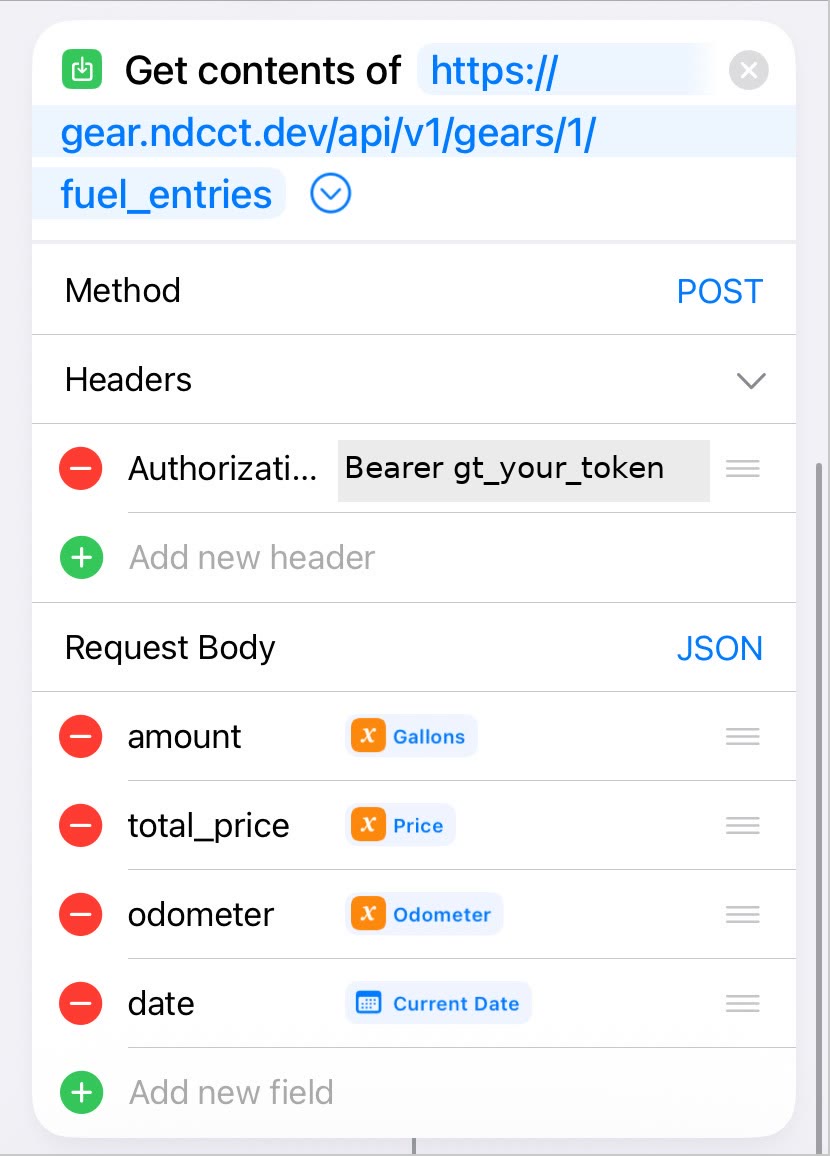 Get contents of https://
gear.ndcct.dev/api/v1/gears/1/
fuel_entries
Method POST
Headers
Authorizati... Bearer gt_your_token
Add new header
Request Body JSON
amount x Gallons
total_price x Price
odometer x Odometer
date Current Date
Add new field